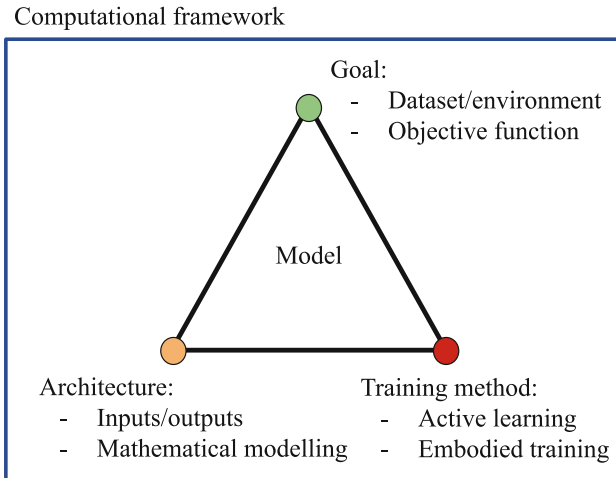 Computational framework
Goal:
- Dataset/environment
- Objective function
Model
Architecture:
- Inputs/outputs
- Mathematical modelling
Training method:
- Active learning
- Embodied training